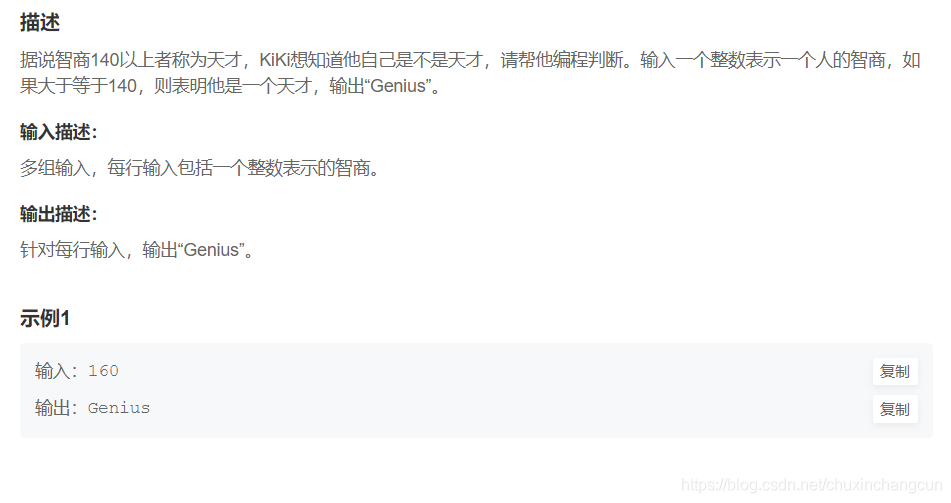 描述
据说智商140以上者称为天才，KiKi想知道他自己是不是天才，请帮他编程判断。输入一个整数表示一个人的智商，如
果大于等于140，则表明他是一个天才，输出“Genius”。
输入描述：
多组输入，每行输入包括一个整数表示的智商。
输出描述：
针对每行输入，输出“Genius”。
示例1
输入：160
复制
输出：Genius
复制
https://blog.csdn.net/chuxinchangcun